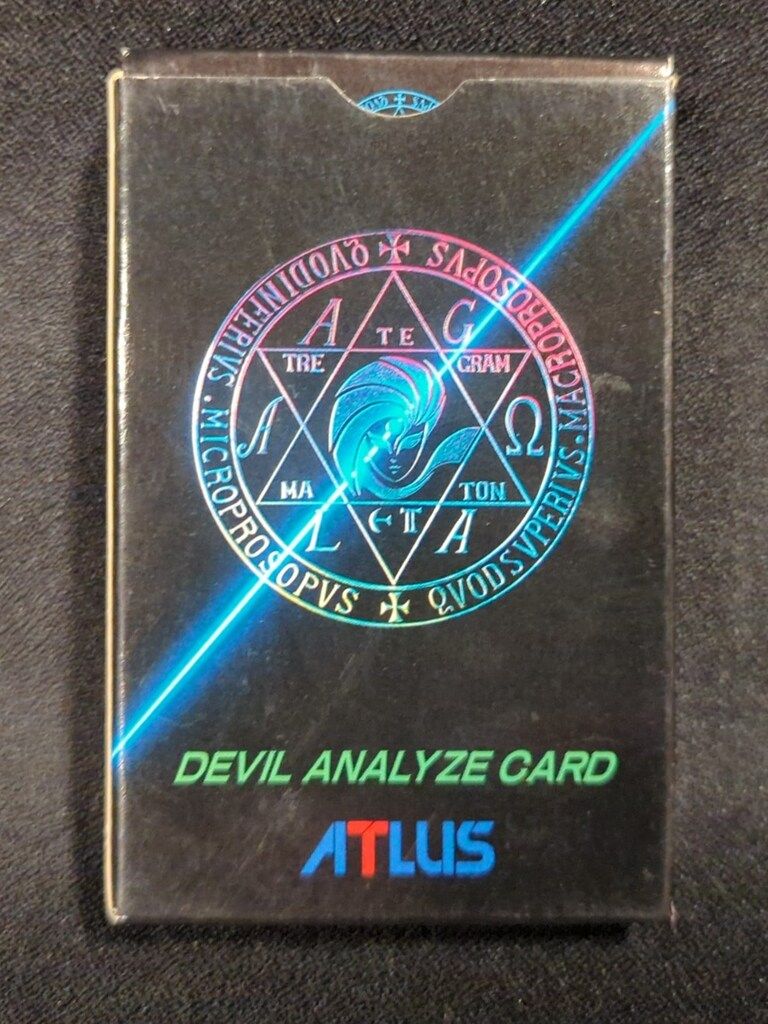 QVODINFERIVS.MICROPROSOPVS
QVODSVPERIVS.MACROPROSOPVS
A TE G
TRE GRAM
A Ω
MA TON
L A
DEVIL ANALYZE CARD
ATLUS